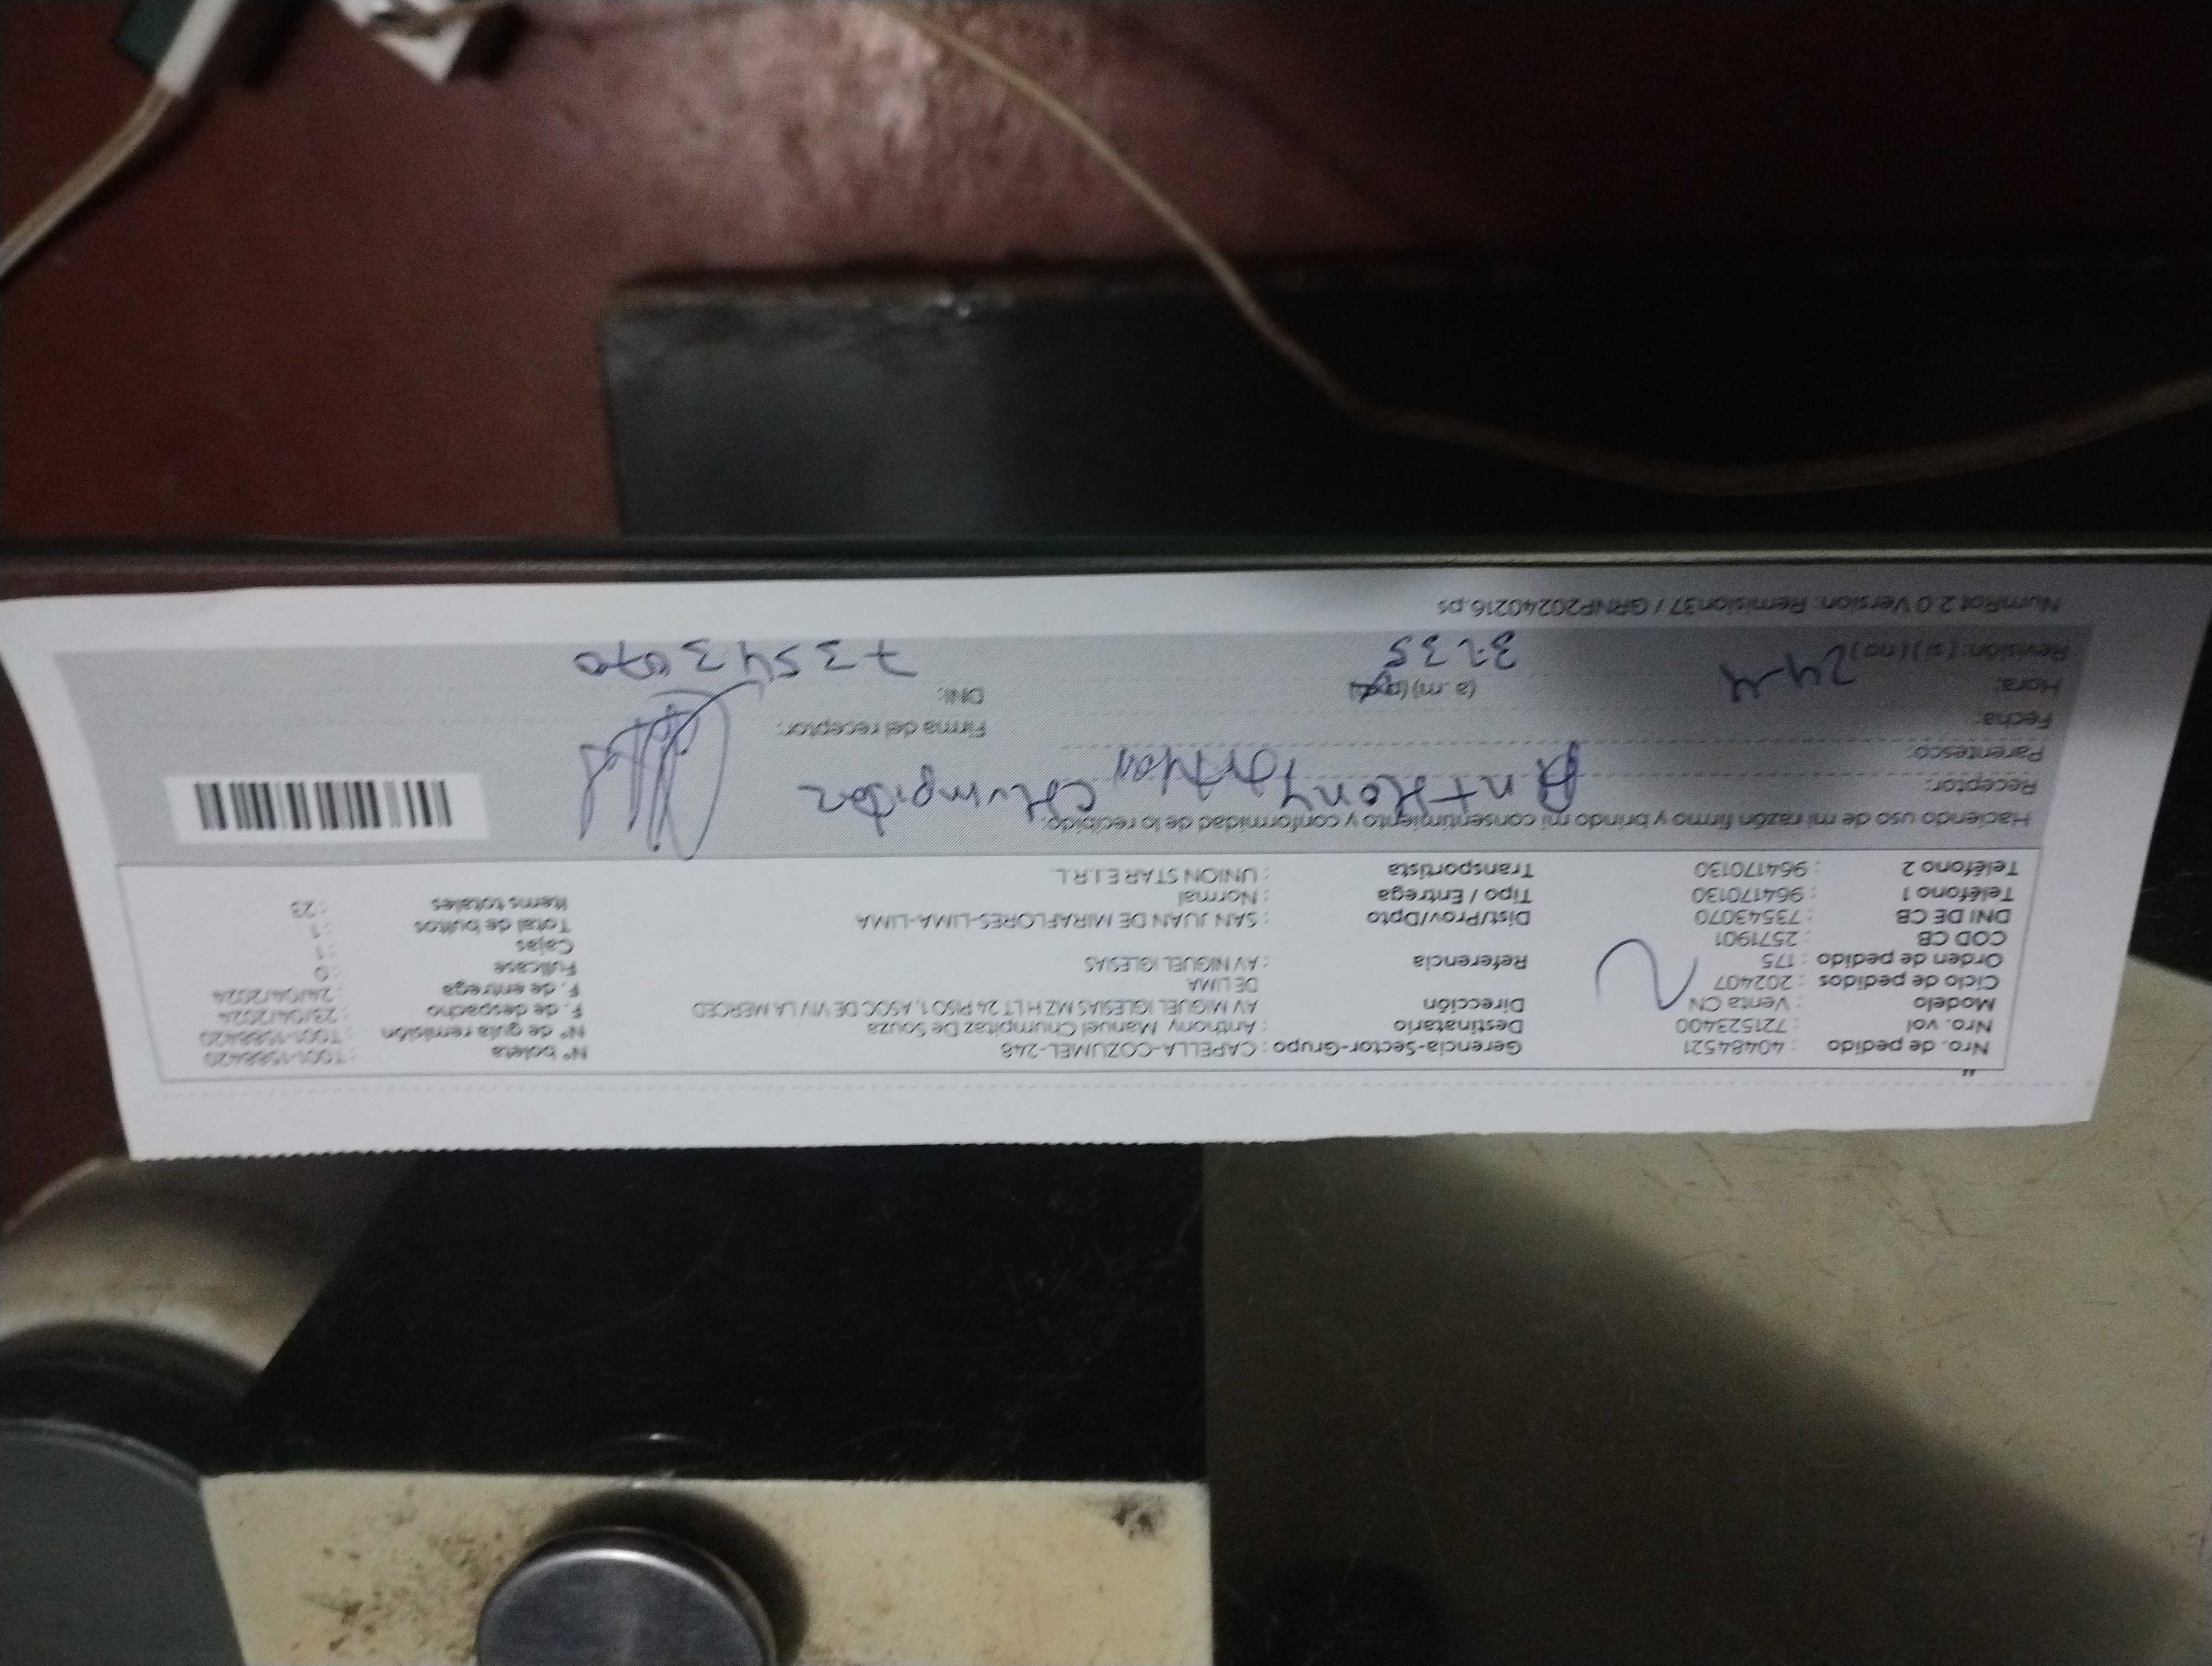 Nro. de pedido : 40484521
Nro. vol : 721523400
Modelo : Venta CN
Ciclo de pedidos : 202407
Orden de pedido : 175
COD CB : 2571901
DNI DE CB : 73543070
Teléfono 1 : 964170130
Teléfono 2 : 964170130
Gerencia-Sector-Grupo : CAPELLA-COZUMEL-248
Destinatario : Anthony Manuel Chumpitaz De Souza
Dirección : AV MIGUEL IGLESIAS MZ H LT 24 PISO 1, ASOC DE VIV LA MERCED
DE LIMA
Referencia : AV NIGUEL IGLESIAS
Dist/Prov/Dpto : SAN JUAN DE MIRAFLORES-LIMA-LIMA
Tipo / Entrega : Normal
Transportista : UNION STAR E.I.R.L.
Nº boleta : T001-1588420
Nº de guía remisión : T001-1588420
F. de despacho : 23/04/2024
F. de entrega : 24/04/2024
Fullcase : 0
Cajas : 1
Total de bultos : 1
Items totales : 23
Haciendo uso de mi razón firmo y brindo mi consentimiento y conformidad de lo recibido:
Receptor: Anthony Chumpitaz
Parentesco:
Fecha: 24-4
Hora: (a.m)
Revisión: ( si ) ( no )
Firma del receptor:
DNI: 73543070
NumRot 2.0 Version: Remision37 / GRNP20240216.ps